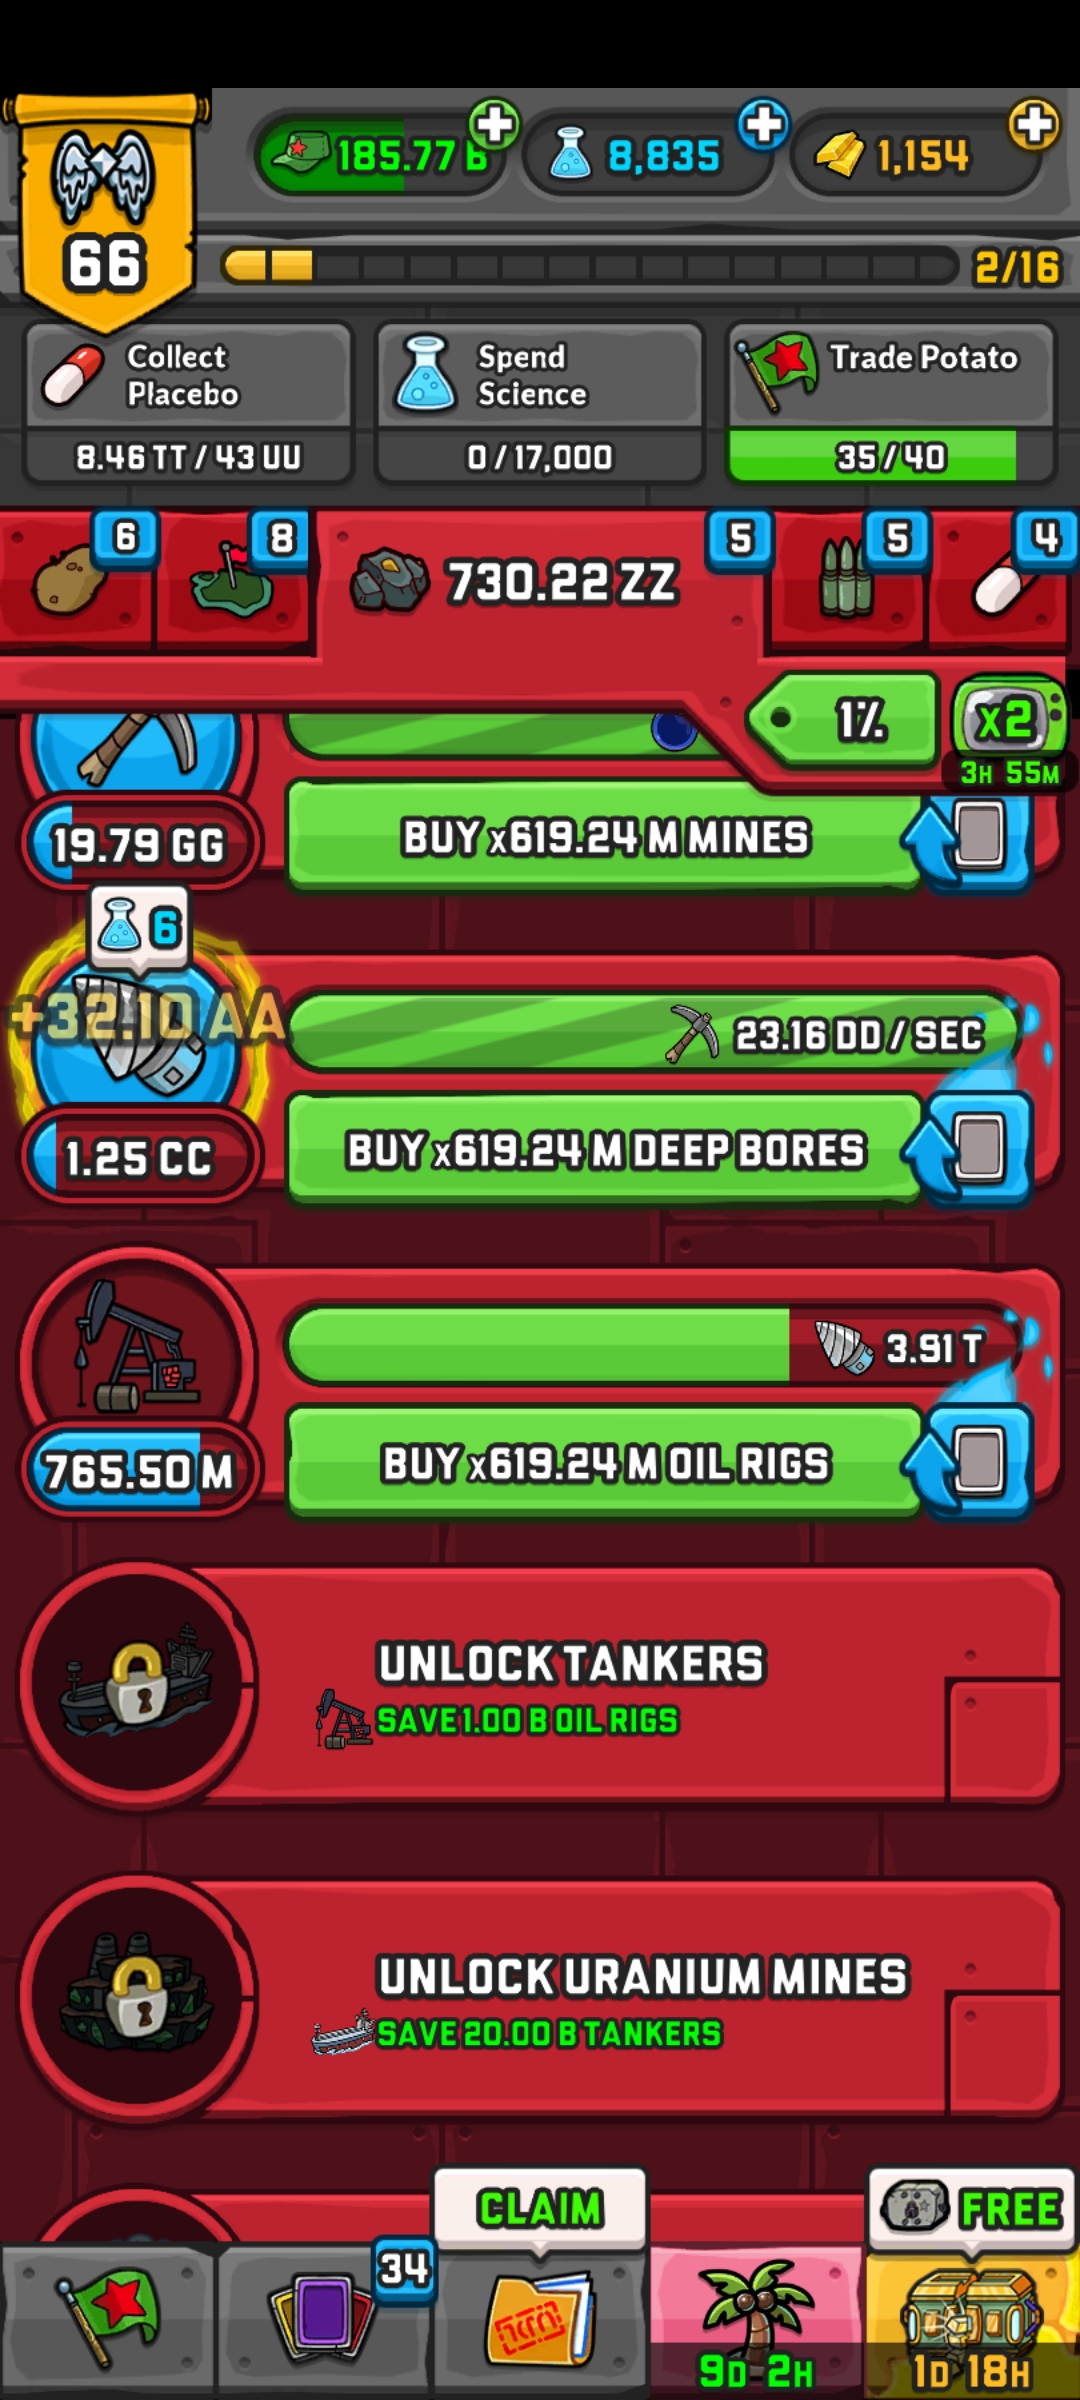 185.77 B
8,835
1,154
66
2/16
Collect
Placebo
8.46 TT / 43 UU
Spend
Science
0 / 17,000
Trade Potato
35 / 40
6
8
730.22 ZZ
5
5
4
1%
x2
3H 55M
19.79 GG
BUY x619.24 M MINES
6
+32.10 AA
23.16 DD / SEC
1.25 CC
BUY x619.24 M DEEP BORES
3.91 T
765.50 M
BUY x619.24 M OIL RIGS
UNLOCK TANKERS
SAVE 1.00 B OIL RIGS
UNLOCK URANIUM MINES
SAVE 20.00 B TANKERS
CLAIM
FREE
34
9D 2H
1D 18H